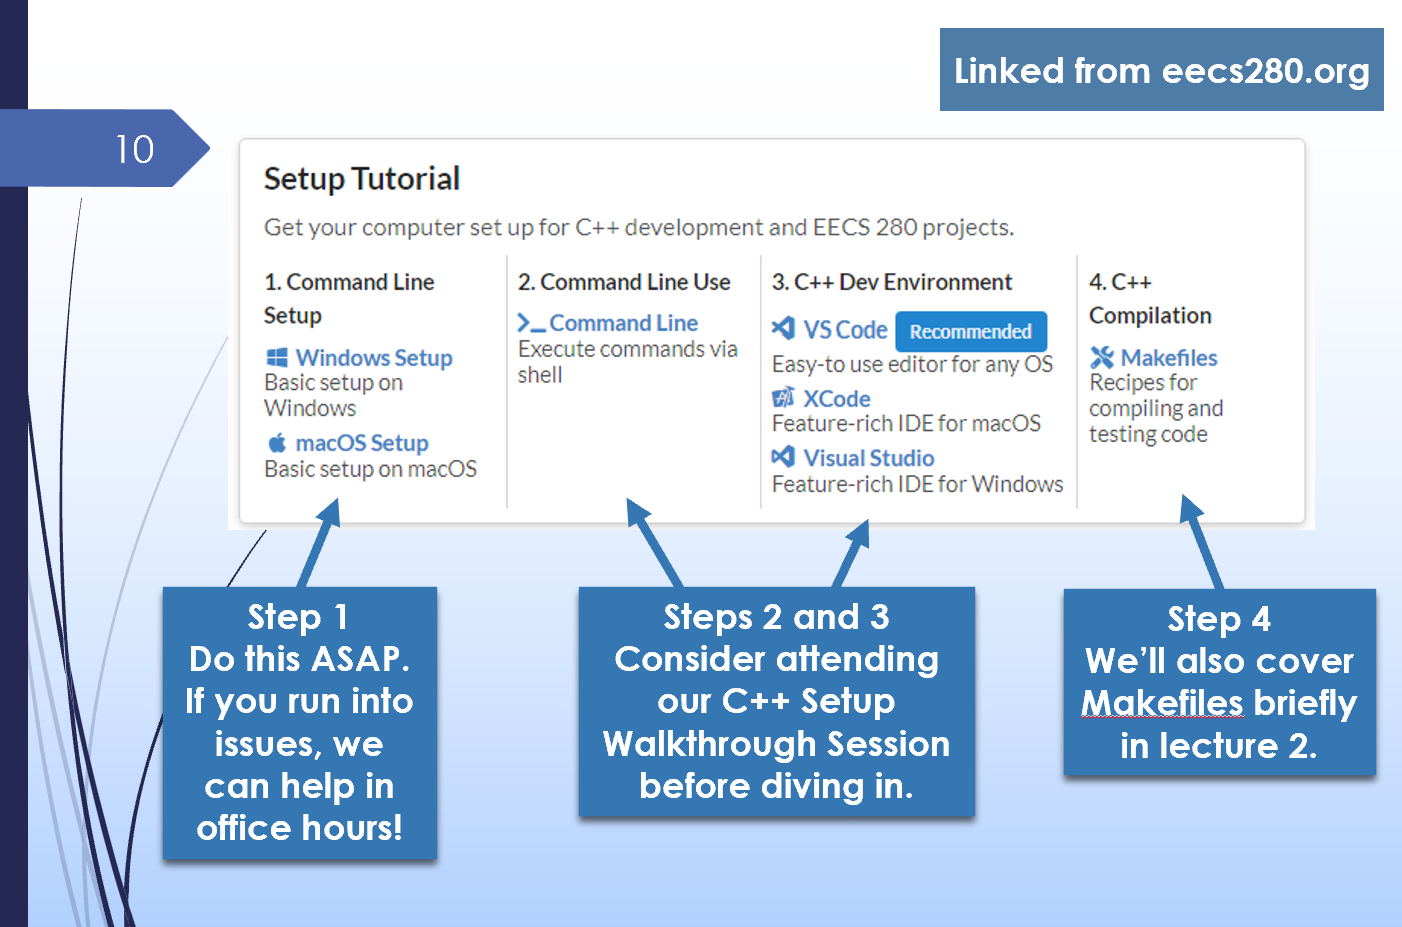 Linked from eecs280.org
10
Setup Tutorial
Get your computer set up for C++ development and EECS 280 projects.
1. Command Line
Setup
Windows Setup
Basic setup on
Windows
macOS Setup
Basic setup on macOS
2. Command Line Use
Command Line
Execute commands via
shell
3. C++ Dev Environment
VS Code Recommended
Easy-to use editor for any OS
XCode
Feature-rich IDE for macOS
Visual Studio
Feature-rich IDE for Windows
4. C++
Compilation
Makefiles
Recipes for
compiling and
testing code
Step 1
Do this ASAP.
If you run into
issues, we
can help in
office hours!
Steps 2 and 3
Consider attending
our C++ Setup
Walkthrough Session
before diving in.
Step 4
We'll also cover
Makefiles briefly
in lecture 2.